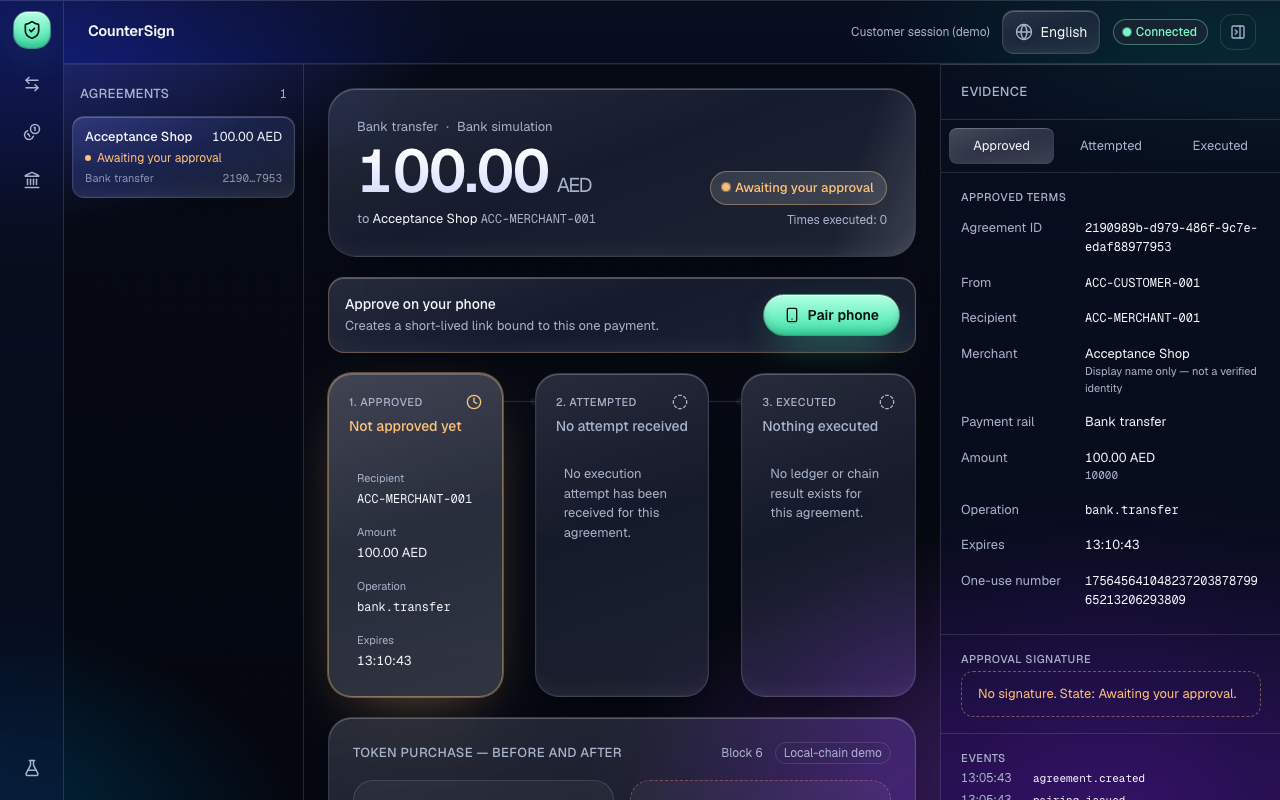 CounterSign
Customer session (demo)
English
Connected
AGREEMENTS 1
Acceptance Shop 100.00 AED
Awaiting your approval
Bank transfer 2190…7953
Bank transfer · Bank simulation
100.00 AED
to Acceptance Shop ACC-MERCHANT-001
Awaiting your approval
Times executed: 0
Approve on your phone
Creates a short-lived link bound to this one payment.
Pair phone
1. APPROVED
Not approved yet
Recipient
ACC-MERCHANT-001
Amount
100.00 AED
Operation
bank.transfer
Expires
13:10:43
2. ATTEMPTED
No attempt received
No execution
attempt has been
received for this
agreement.
3. EXECUTED
Nothing executed
No ledger or chain
result exists for
this agreement.
TOKEN PURCHASE — BEFORE AND AFTER
Block 6
Local-chain demo
EVIDENCE
Approved
Attempted
Executed
APPROVED TERMS
Agreement ID 2190989b-d979-486f-9c7e-
edaf88977953
From ACC-CUSTOMER-001
Recipient ACC-MERCHANT-001
Merchant Acceptance Shop
Display name only — not a verified
identity
Payment rail Bank transfer
Amount 100.00 AED
10000
Operation bank.transfer
Expires 13:10:43
One-use number 175645641048237203878799
65213206293809
APPROVAL SIGNATURE
No signature. State: Awaiting your approval.
EVENTS
13:05:43 agreement.created
13:05:43 pairing.issued